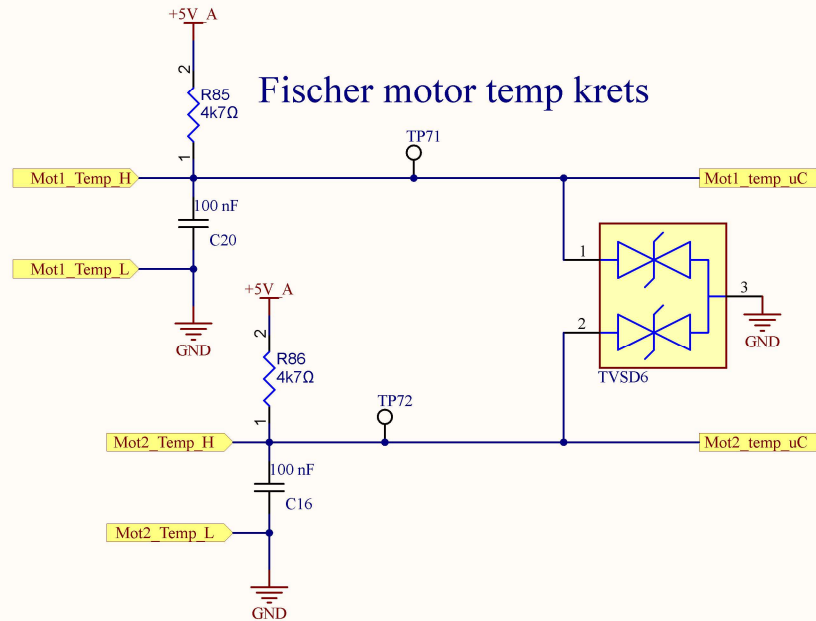 +5V_A
2
R85
4k7Ω
1
Fischer motor temp krets
TP71
Mot1_Temp_H
Mot1_temp_uC
100 nF
C20
Mot1_Temp_L
GND
1
2
3
GND
TVSD6
+5V_A
2
R86
4k7Ω
1
TP72
Mot2_Temp_H
Mot2_temp_uC
100 nF
C16
Mot2_Temp_L
GND